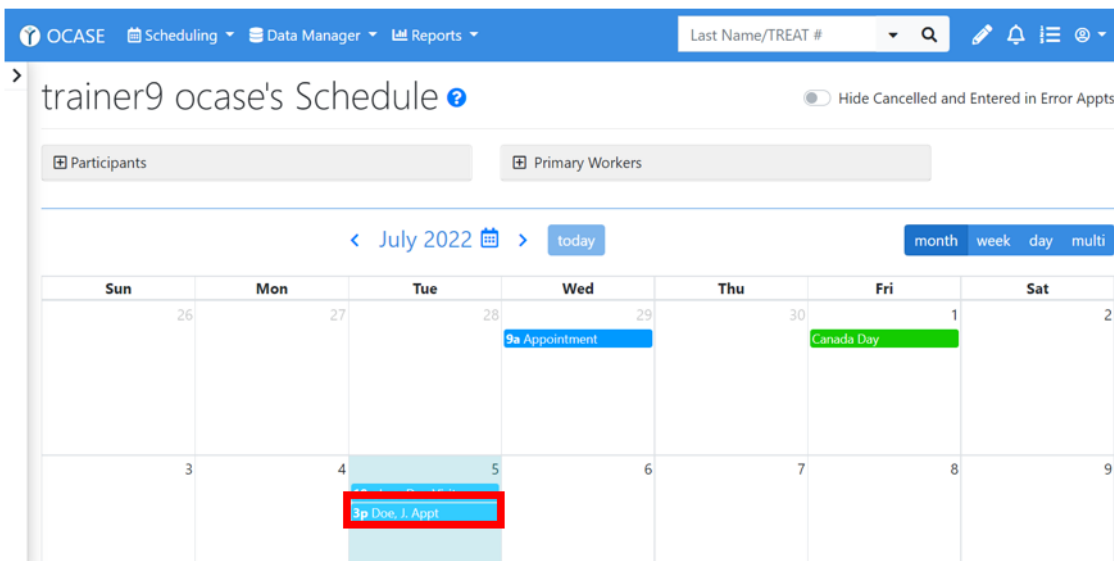 OCASE Scheduling Data Manager Reports Last Name/TREAT #
trainer9 ocase's Schedule ?
Hide Cancelled and Entered in Error Appts
Participants Primary Workers
July 2022 today month week day multi
Sun Mon Tue Wed Thu Fri Sat
26 27 28 29 30 1 2
9a Appointment Canada Day
3 4 5 6 7 8 9
3p Doe, J. Appt